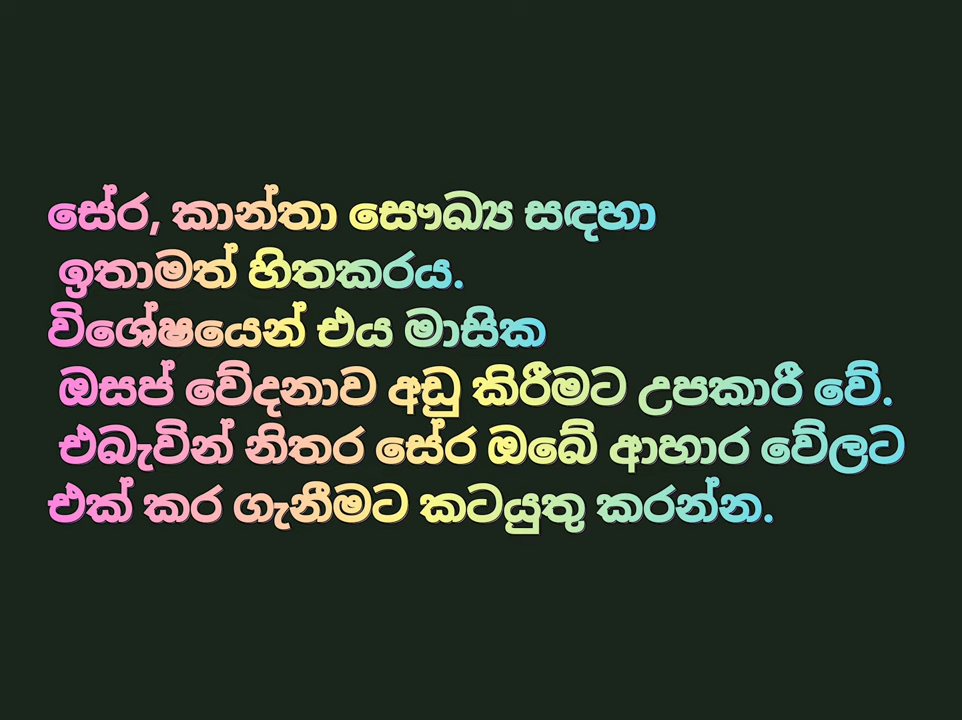 සේර, කාන්තා සෞඛ්‍ය සඳහා
ඉතාමත් හිතකරය.
විශේෂයෙන් එය මාසික
ඔසප් වේදනාව අඩු කිරීමට උපකාරී වේ.
එබැවින් නිතර සේර ඔබේ ආහාර වේලට
එක් කර ගැනීමට කටයුතු කරන්න.